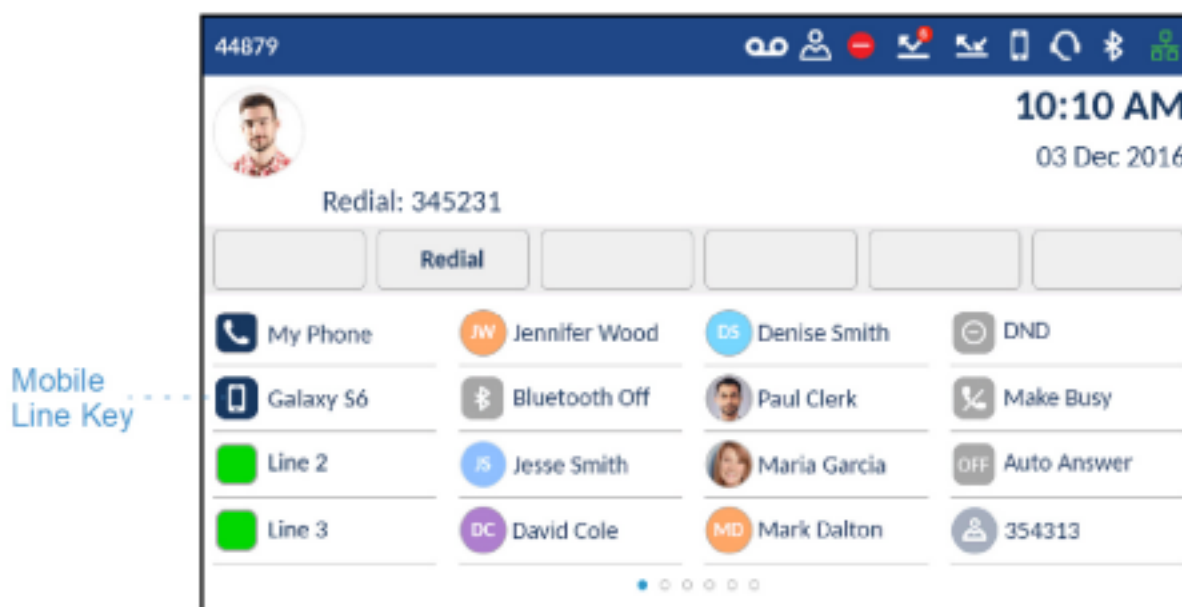 44879
10:10 AM
03 Dec 2016
Redial: 345231
Redial
My Phone
JW Jennifer Wood
DS Denise Smith
DND
Mobile
Line Key
Galaxy S6
Bluetooth Off
Paul Clerk
Make Busy
Line 2
JS Jesse Smith
Maria Garcia
OFF Auto Answer
Line 3
DC David Cole
MD Mark Dalton
354313